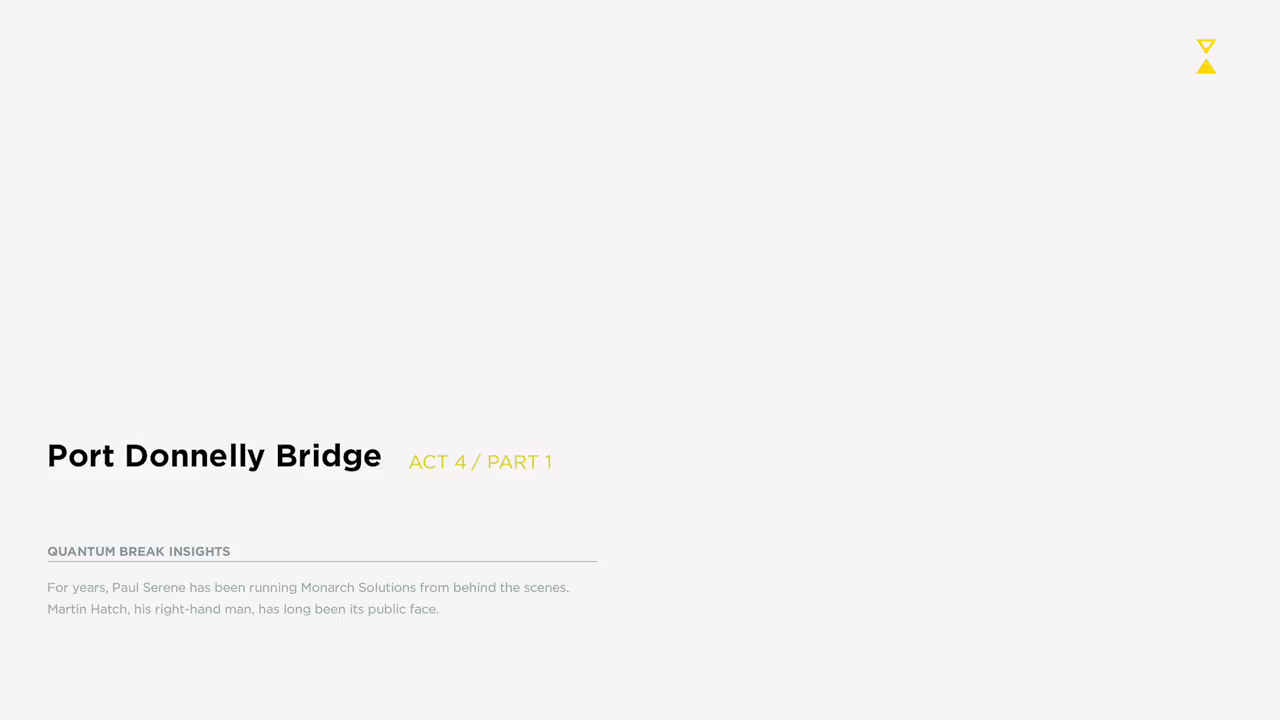 Port Donnelly Bridge ACT 4 / PART 1
QUANTUM BREAK INSIGHTS
For years, Paul Serene has been running Monarch Solutions from behind the scenes.
Martin Hatch, his right-hand man, has long been its public face.